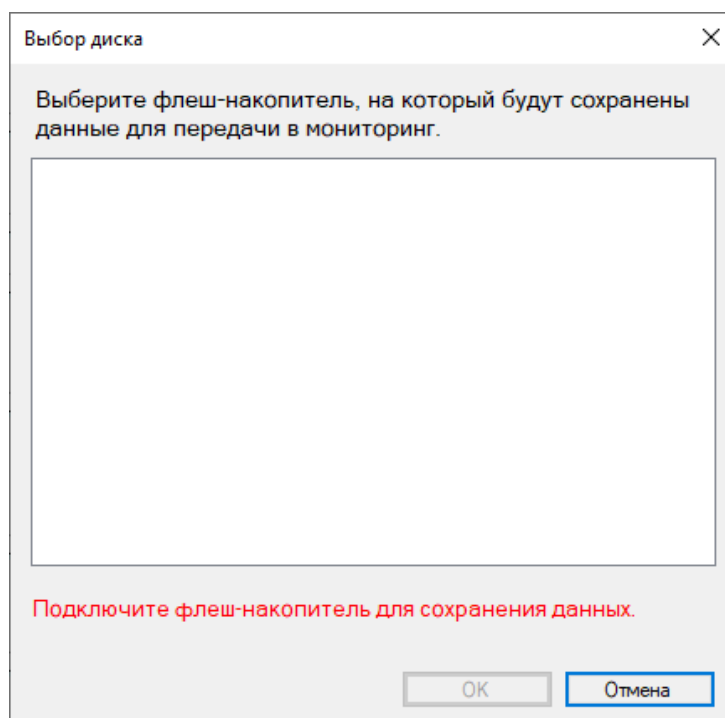 Выбор диска
Выберите флеш-накопитель, на который будут сохранены
данные для передачи в мониторинг.
Подключите флеш-накопитель для сохранения данных.
OK
Отмена